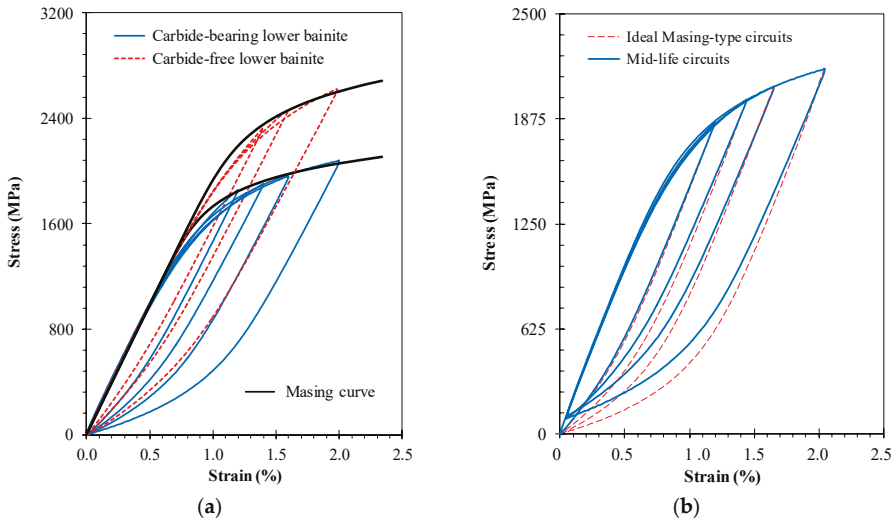 3200
2400
1600
800
0
Stress (MPa)
Carbide-bearing lower bainite
Carbide-free lower bainite
Masing curve
0.0 0.5 1.0 1.5 2.0 2.5
Strain (%)
(a)
2500
1875
1250
625
0
Stress (MPa)
Ideal Masing-type circuits
Mid-life circuits
0 0.5 1.0 1.5 2.0 2.5
Strain (%)
(b)